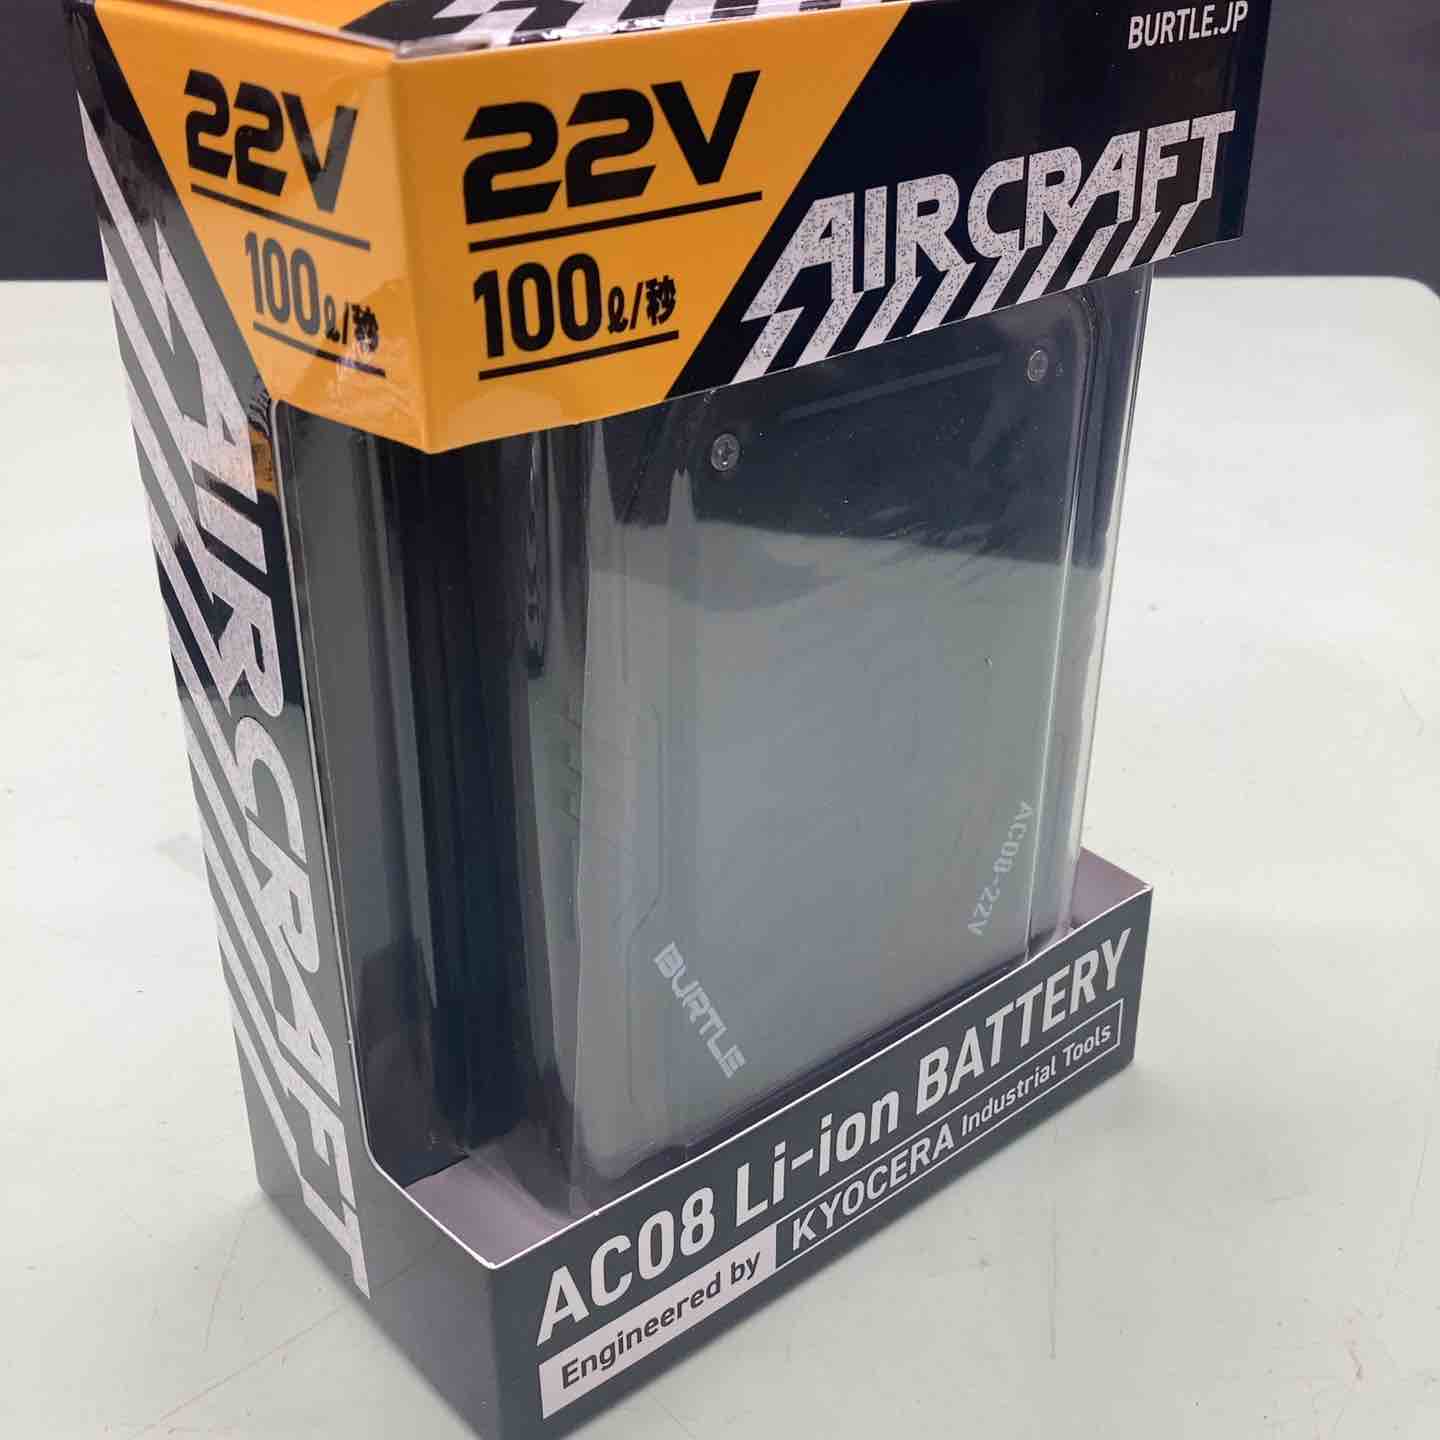 BURTLE.JP
22V
100ℓ/秒
22V
100ℓ/秒
AIRCRAFT
AIRCRAFT
AC08-22V
BURTLE
AC08 Li-ion BATTERY
Engineered by KYOCERA Industrial Tools